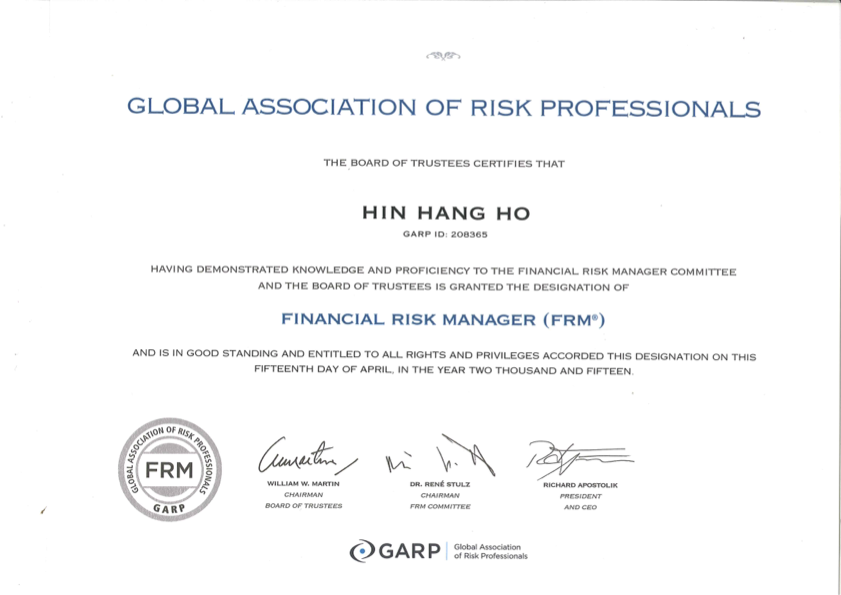 GLOBAL ASSOCIATION OF RISK PROFESSIONALS
THE BOARD OF TRUSTEES CERTIFIES THAT
HIN HANG HO
GARP ID: 208365
HAVING DEMONSTRATED KNOWLEDGE AND PROFICIENCY TO THE FINANCIAL RISK MANAGER COMMITTEE
AND THE BOARD OF TRUSTEES IS GRANTED THE DESIGNATION OF
FINANCIAL RISK MANAGER (FRM®)
AND IS IN GOOD STANDING AND ENTITLED TO ALL RIGHTS AND PRIVILEGES ACCORDED THIS DESIGNATION ON THIS
FIFTEENTH DAY OF APRIL, IN THE YEAR TWO THOUSAND AND FIFTEEN.
GLOBAL ASSOCIATION OF RISK PROFESSIONALS
FRM
GARP
WILLIAM W. MARTIN
CHAIRMAN
BOARD OF TRUSTEES
DR. RENÉ STULZ
CHAIRMAN
FRM COMMITTEE
RICHARD APOSTOLIK
PRESIDENT
AND CEO
GARP
Global Association
of Risk Professionals